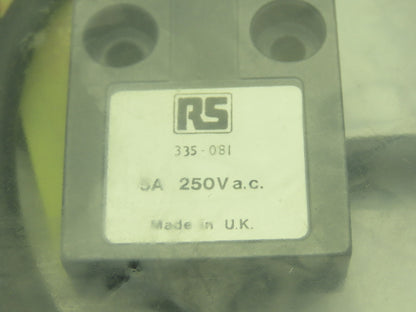 RS
335-081
5A 250V a.c.
Made in U.K.